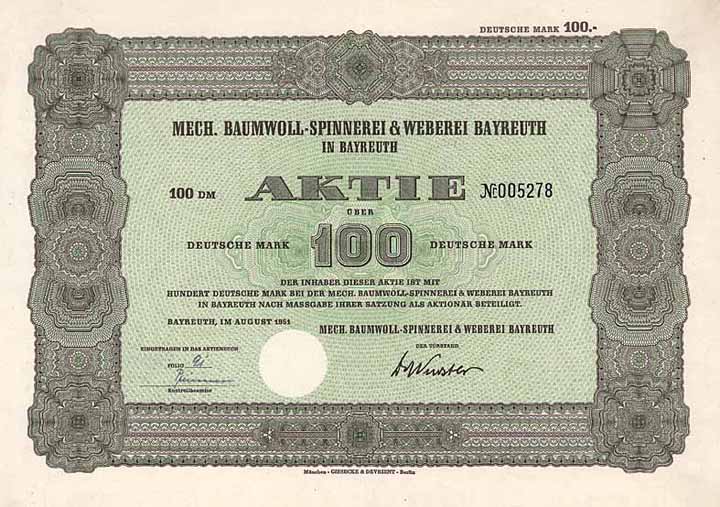 DEUTSCHE MARK 100.-
MECH. BAUMWOLL-SPINNEREI & WEBEREI BAYREUTH
IN BAYREUTH
100 DM AKTIE № 005278
ÜBER
DEUTSCHE MARK 100 DEUTSCHE MARK
DER INHABER DIESER AKTIE IST MIT
HUNDERT DEUTSCHE MARK BEI DER MECH. BAUMWOLL-SPINNEREI & WEBEREI BAYREUTH
IN BAYREUTH NACH MASSGABE IHRER SATZUNG ALS AKTIONÄR BETEILIGT.
BAYREUTH, IM AUGUST 1951
MECH. BAUMWOLL-SPINNEREI & WEBEREI BAYREUTH
EINGETRAGEN IN DAS AKTIENBUCH
DER VORSTAND
FOLIO
Kontrollbeamter
München - GIESECKE & DEVRIENT - Berlin